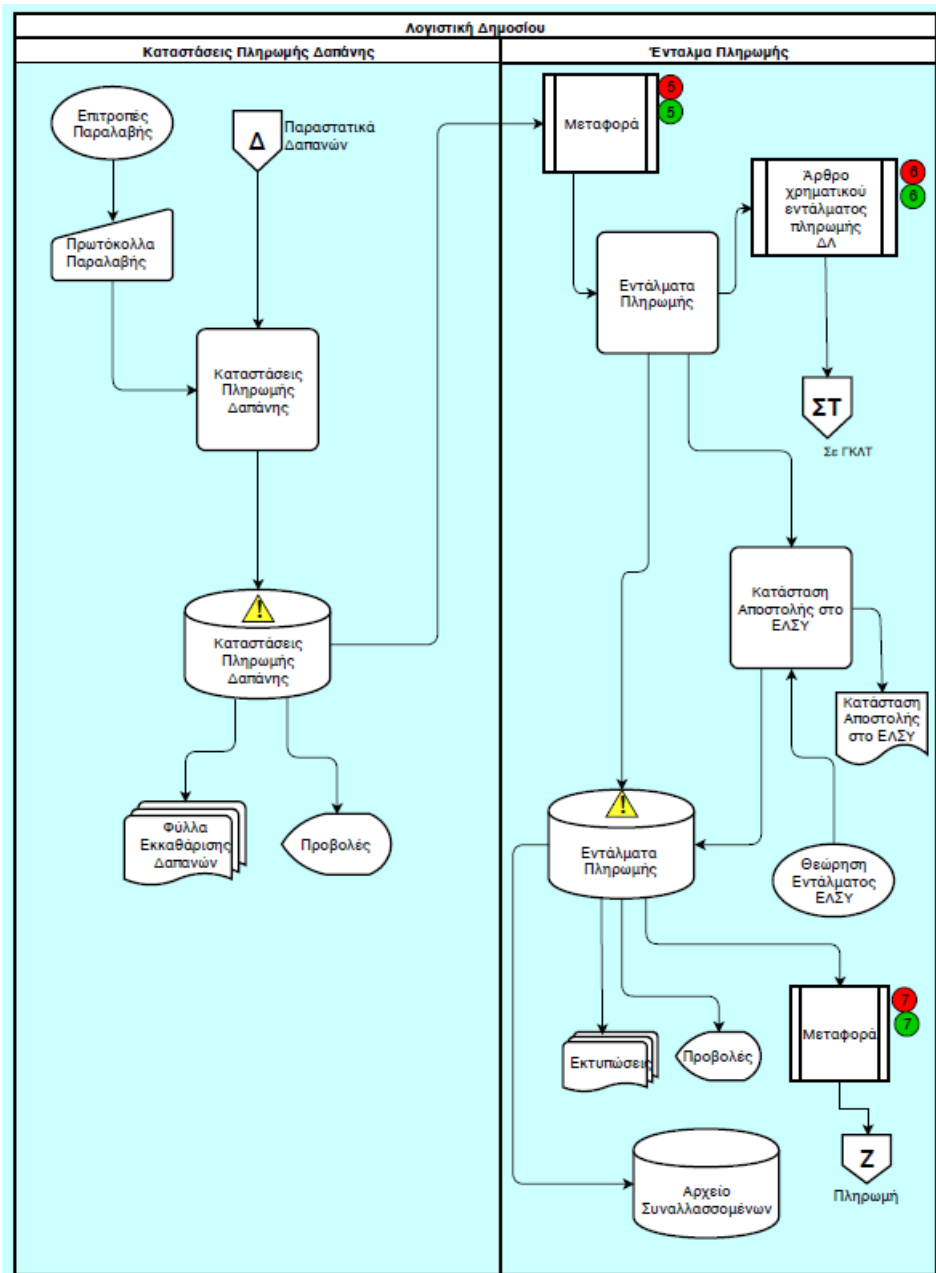 Λογιστική Δημοσίου
Καταστάσεις Πληρωμής Δαπάνης
Ένταλμα Πληρωμής
Επιτροπές
Παραλαβής
Δ
Παραστατικά
Δαπανών
Πρωτόκολλα
Παραλαβής
Καταστάσεις
Πληρωμής
Δαπάνης
!
Καταστάσεις
Πληρωμής
Δαπάνης
Φύλλα
Εκκαθάρισης
Δαπανών
Προβολές
Μεταφορά
5
5
Άρθρο
χρηματικού
εντάλματος
πληρωμής
ΔΛ
6
6
Εντάλματα
Πληρωμής
ΣΤ
Σε ΓΚΛΤ
Κατάσταση
Αποστολής στο
ΕΛΣΥ
Κατάσταση
Αποστολής
στο ΕΛΣΥ
!
Εντάλματα
Πληρωμής
Θεώρηση
Εντάλματος
ΕΛΣΥ
Εκτυπώσεις
Προβολές
Μεταφορά
7
7
Ζ
Πληρωμή
Αρχείο
Συναλλασσομένων